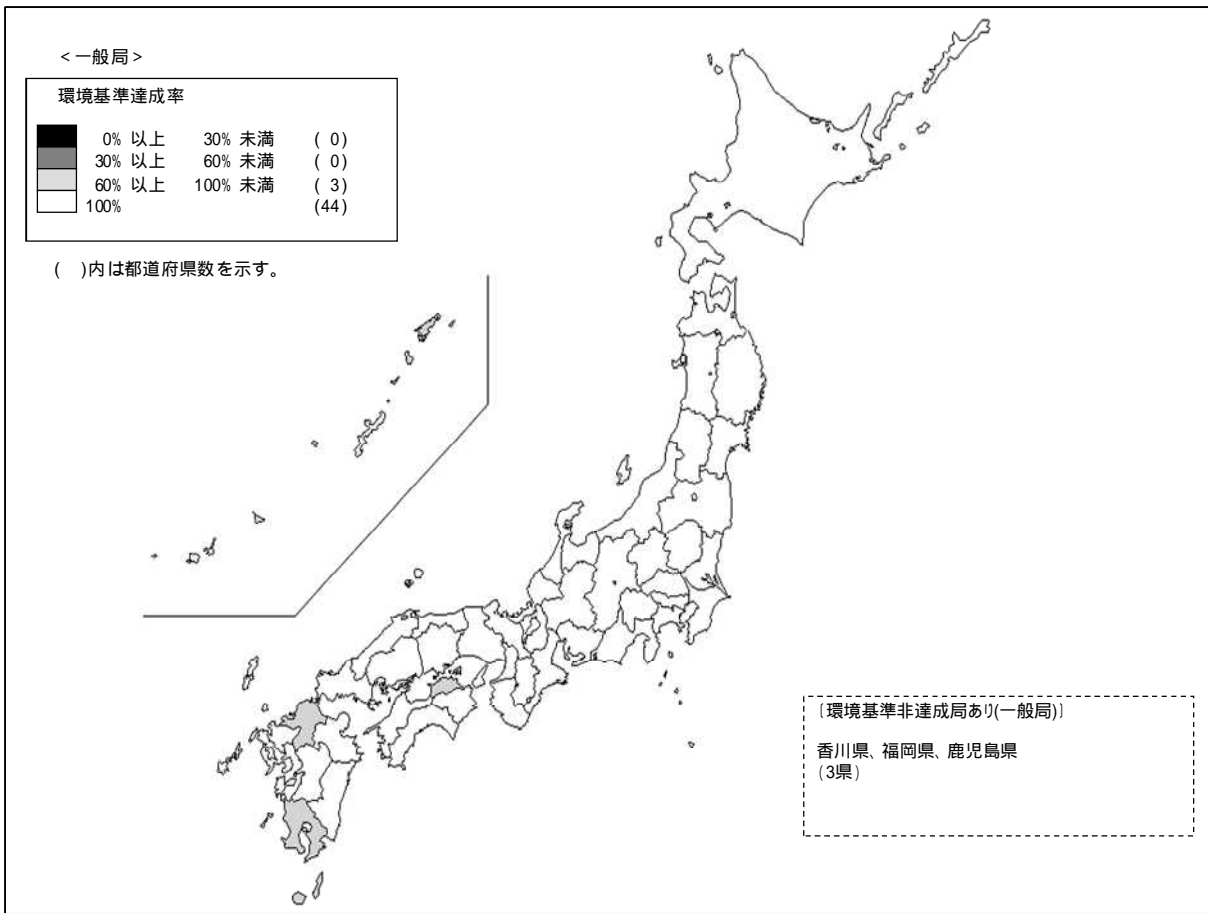 <一般局>
環境基準達成率
0% 以上 30% 未満 ( 0)
30% 以上 60% 未満 ( 0)
60% 以上 100% 未満 ( 3)
100% (44)
( )内は都道府県数を示す。
〔環境基準非達成局あり(一般局)〕
香川県、福岡県、鹿児島県
(3県)